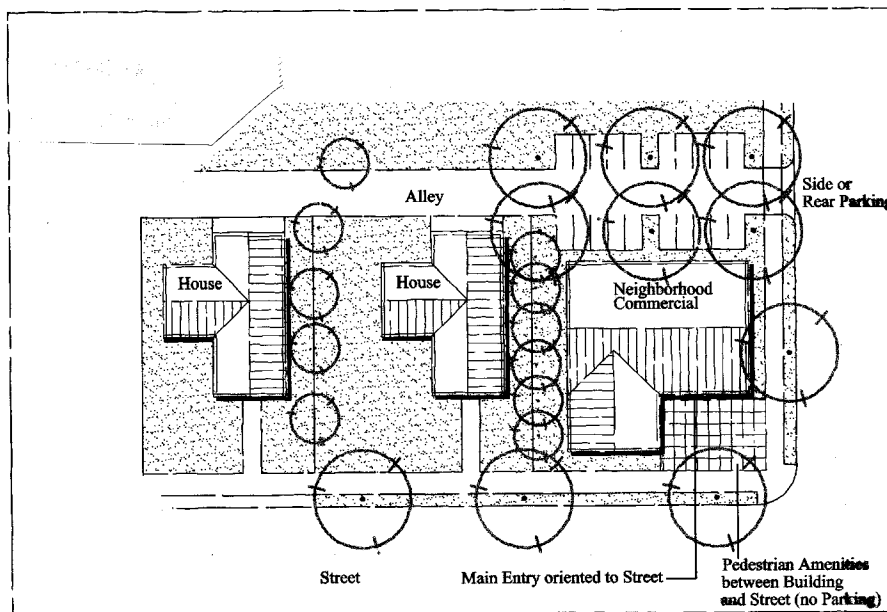 Side or
Rear Parking
Alley
House
House
Neighborhood
Commercial
Street
Main Entry oriented to Street
Pedestrian Amenities
between Building
and Street (no Parking)